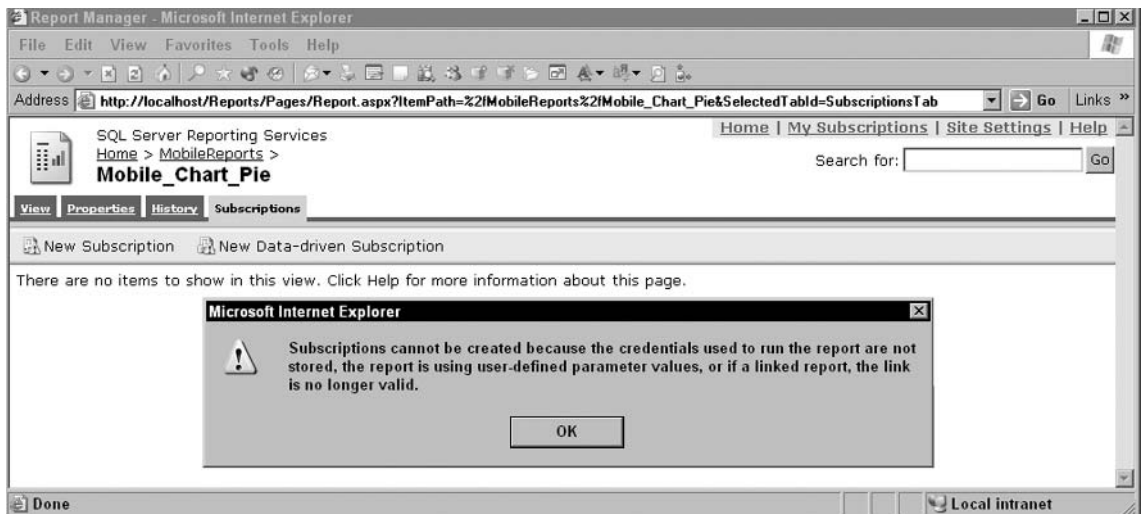 Report Manager - Microsoft Internet Explorer
File Edit View Favorites Tools Help
Address http://localhost/Reports/Pages/Report.aspx?ItemPath=%2fMobileReports%2fMobile_Chart_Pie&SelectedTabId=SubscriptionsTab Go Links »
SQL Server Reporting Services
Home | My Subscriptions | Site Settings | Help
Home > MobileReports >
Mobile_Chart_Pie
Search for: Go
View Properties History Subscriptions
New Subscription New Data-driven Subscription
There are no items to show in this view. Click Help for more information about this page.
Microsoft Internet Explorer
Subscriptions cannot be created because the credentials used to run the report are not
stored, the report is using user-defined parameter values, or if a linked report, the link
is no longer valid.
OK
Done Local intranet